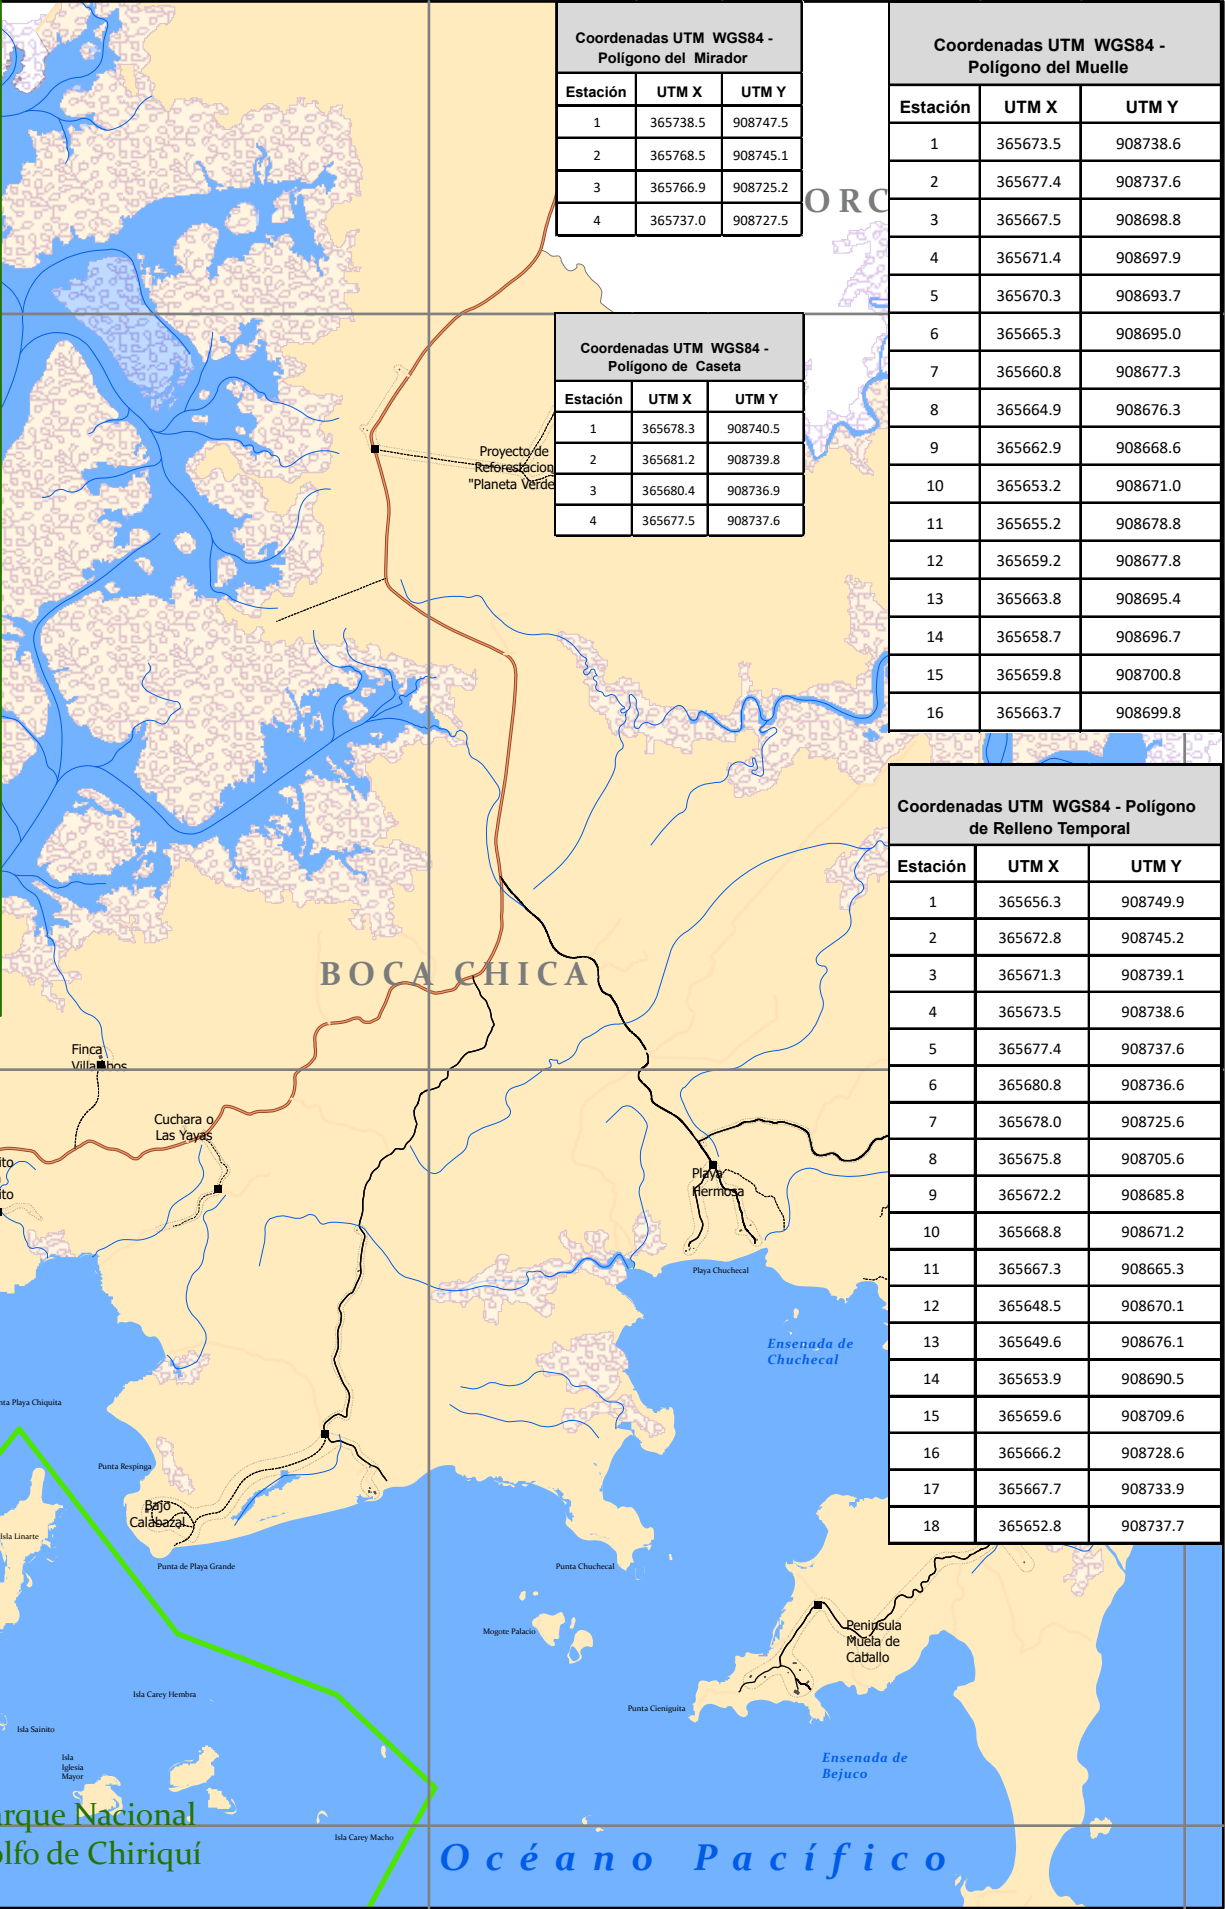 Coordenadas UTM WGS84 -
Polígono del Mirador
Estación UTM X UTM Y
1 365738.5 908747.5
2 365768.5 908745.1
3 365766.9 908725.2
4 365737.0 908727.5
Coordenadas UTM WGS84 -
Polígono del Muelle
Estación UTM X UTM Y
1 365673.5 908738.6
2 365677.4 908737.6
3 365667.5 908698.8
4 365671.4 908697.9
5 365670.3 908693.7
6 365665.3 908695.0
7 365660.8 908677.3
8 365664.9 908676.3
9 365662.9 908668.6
10 365653.2 908671.0
11 365655.2 908678.8
12 365659.2 908677.8
13 365663.8 908695.4
14 365658.7 908696.7
15 365659.8 908700.8
16 365663.7 908699.8
ORC
Coordenadas UTM WGS84 -
Polígono de Caseta
Estación UTM X UTM Y
1 365678.3 908740.5
2 365681.2 908739.8
3 365680.4 908736.9
4 365677.5 908737.6
Proyecto de
Reforestacion
"Planeta Verde
Coordenadas UTM WGS84 - Polígono
de Relleno Temporal
Estación UTM X UTM Y
1 365656.3 908749.9
2 365672.8 908745.2
3 365671.3 908739.1
4 365673.5 908738.6
5 365677.4 908737.6
6 365680.8 908736.6
7 365678.0 908725.6
8 365675.8 908705.6
9 365672.2 908685.8
10 365668.8 908671.2
11 365667.3 908665.3
12 365648.5 908670.1
13 365649.6 908676.1
14 365653.9 908690.5
15 365659.6 908709.6
16 365666.2 908728.6
17 365667.7 908733.9
18 365652.8 908737.7
BOCA CHICA
Finca
Cuchara o
Las Yayas
ito
ito
Playa
Hermosa
Playa Chuchecal
Ensenada de
Chuchecal
nta Playa Chiquita
Punta Respinga
Bajo
Calabazal
Isla Linarte
Punta de Playa Grande
Punta Chuchecal
Mogote Palacio
Peninsula
Muela de
Caballo
Isla Carey Hembra
Punta Cieniguita
Isla Sainito
Isla
Iglesia
Mayor
Ensenada de
Bejuco
arque Nacional
olfo de Chiriquí
Isla Carey Macho
Océano Pacífico